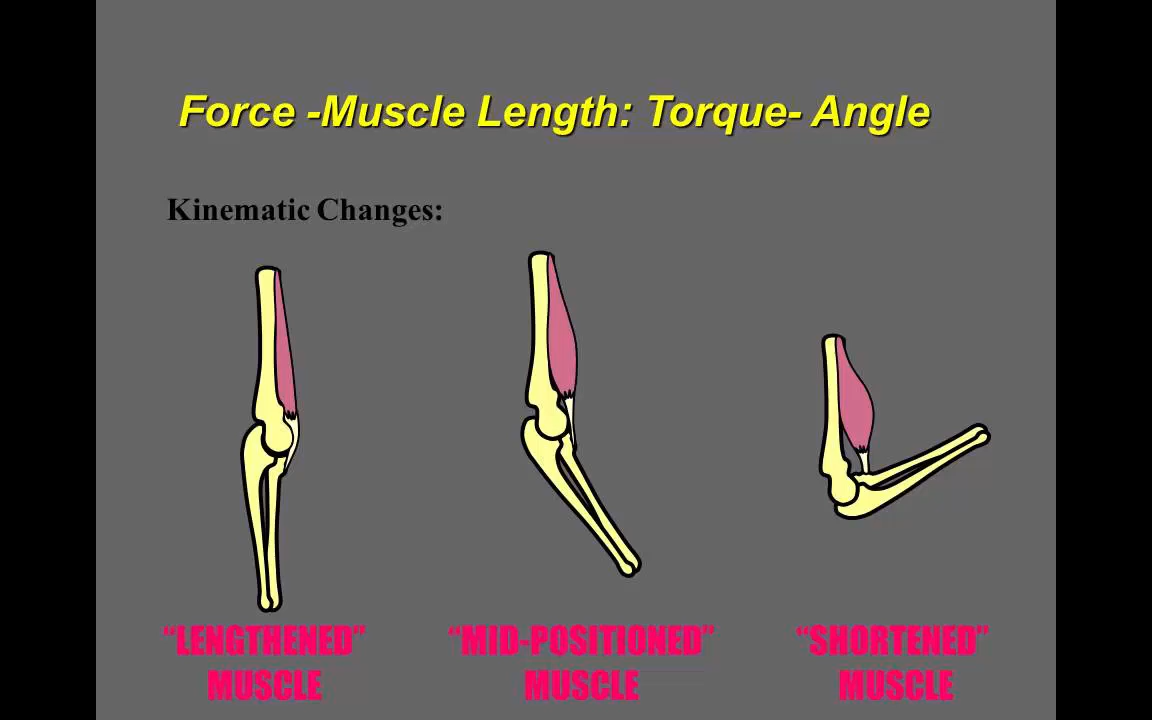 Force -Muscle Length: Torque- Angle
Kinematic Changes:
“LENGTHENED” MUSCLE
“MID-POSITIONED” MUSCLE
“SHORTENED” MUSCLE